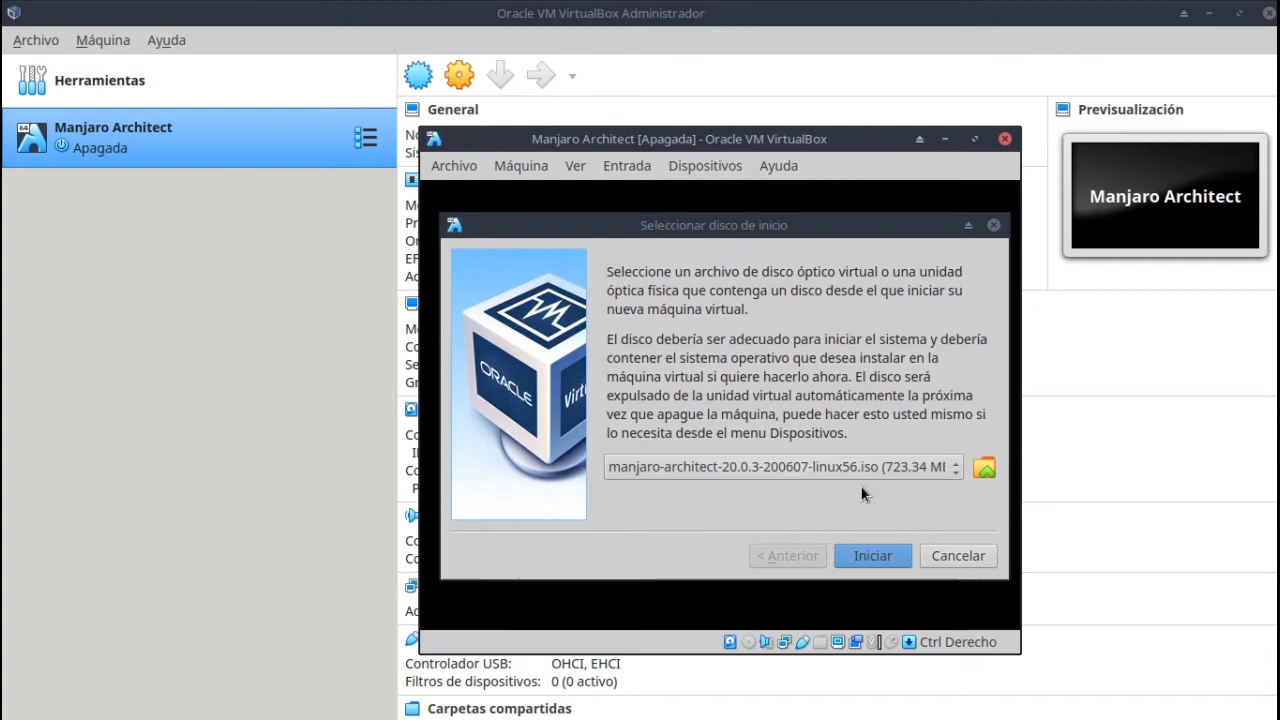 Oracle VM VirtualBox Administrador
Archivo Máquina Ayuda
Herramientas
64
Manjaro Architect
Apagada
General
Previsualización
Manjaro Architect
Manjaro Architect [Apagada] - Oracle VM VirtualBox
Archivo Máquina Ver Entrada Dispositivos Ayuda
Seleccionar disco de inicio
Seleccione un archivo de disco óptico virtual o una unidad
óptica física que contenga un disco desde el que iniciar su
nueva máquina virtual.
El disco debería ser adecuado para iniciar el sistema y debería
contener el sistema operativo que desea instalar en la
máquina virtual si quiere hacerlo ahora. El disco será
expulsado de la unidad virtual automáticamente la próxima
vez que apague la máquina, puede hacer esto usted mismo si
lo necesita desde el menu Dispositivos.
ORACLE
manjaro-architect-20.0.3-200607-linux56.iso (723.34 MB
< Anterior Iniciar Cancelar
Ctrl Derecho
Controlador USB: OHCI, EHCI
Filtros de dispositivos: 0 (0 activo)
Carpetas compartidas